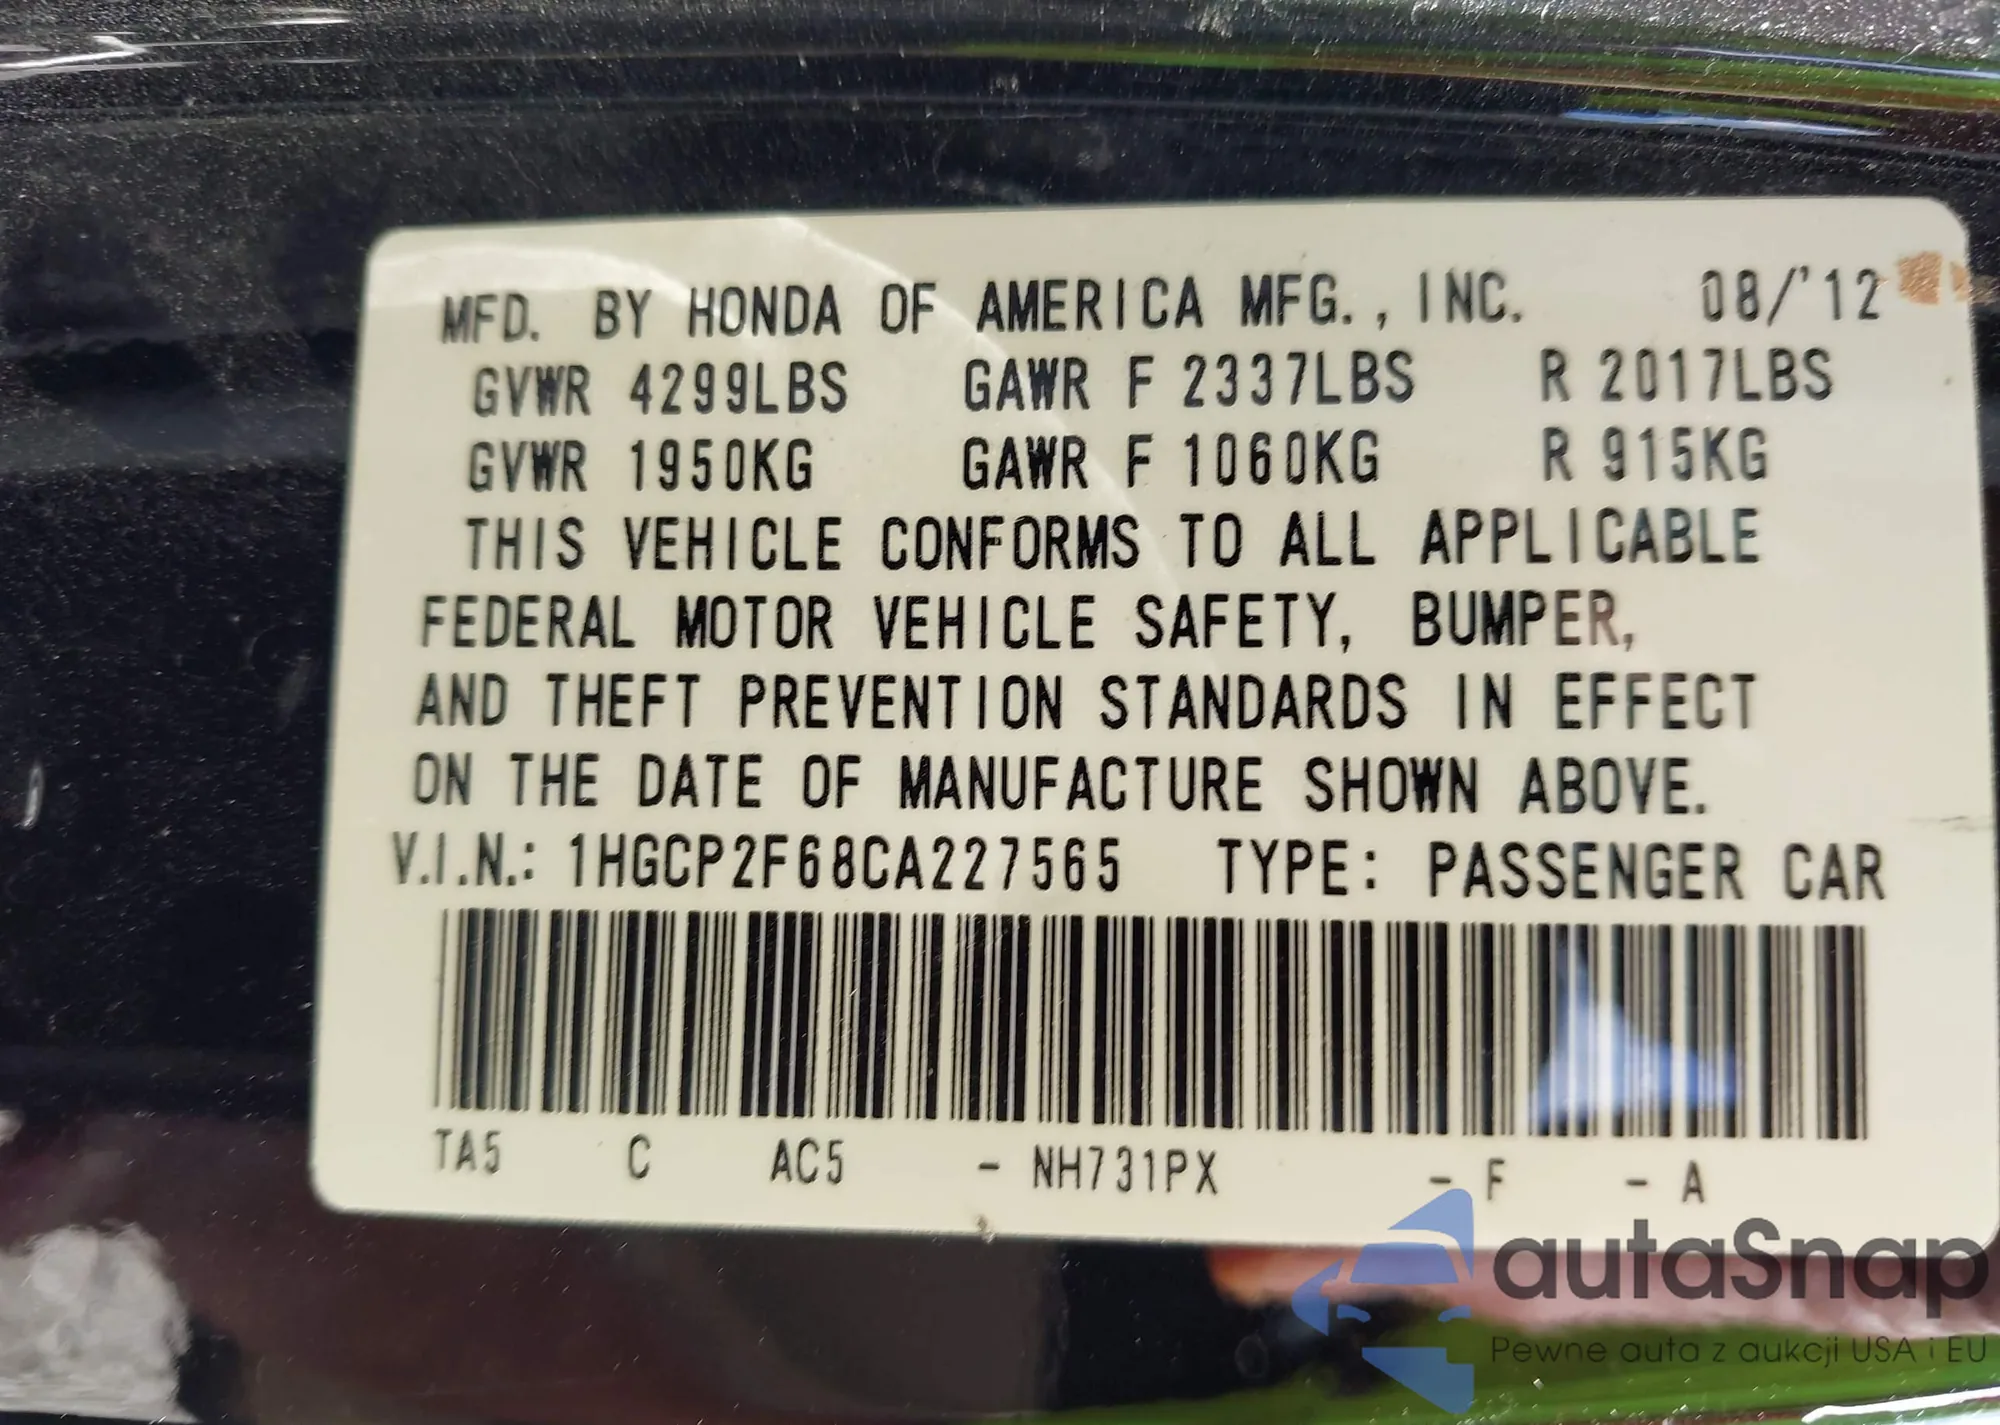 MFD. BY HONDA OF AMERICA MFG., INC. 08/'12
GVWR 4299LBS GAWR F 2337LBS R 2017LBS
GVWR 1950KG GAWR F 1060KG R 915KG
THIS VEHICLE CONFORMS TO ALL APPLICABLE
FEDERAL MOTOR VEHICLE SAFETY, BUMPER,
AND THEFT PREVENTION STANDARDS IN EFFECT
ON THE DATE OF MANUFACTURE SHOWN ABOVE.
V.I.N.: 1HGCP2F68CA227565 TYPE: PASSENGER CAR
TA5 C AC5 - NH731PX - F - A
autaSnap
Pewne auta z aukcji USA i EU